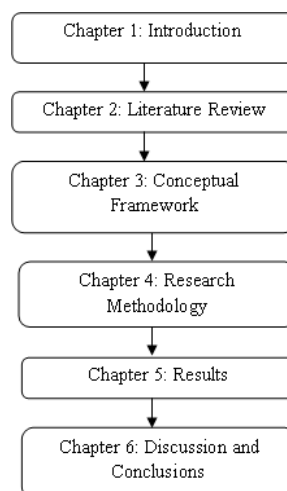 Chapter 1: Introduction
Chapter 2: Literature Review
Chapter 3: Conceptual
Framework
Chapter 4: Research
Methodology
Chapter 5: Results
Chapter 6: Discussion and
Conclusions